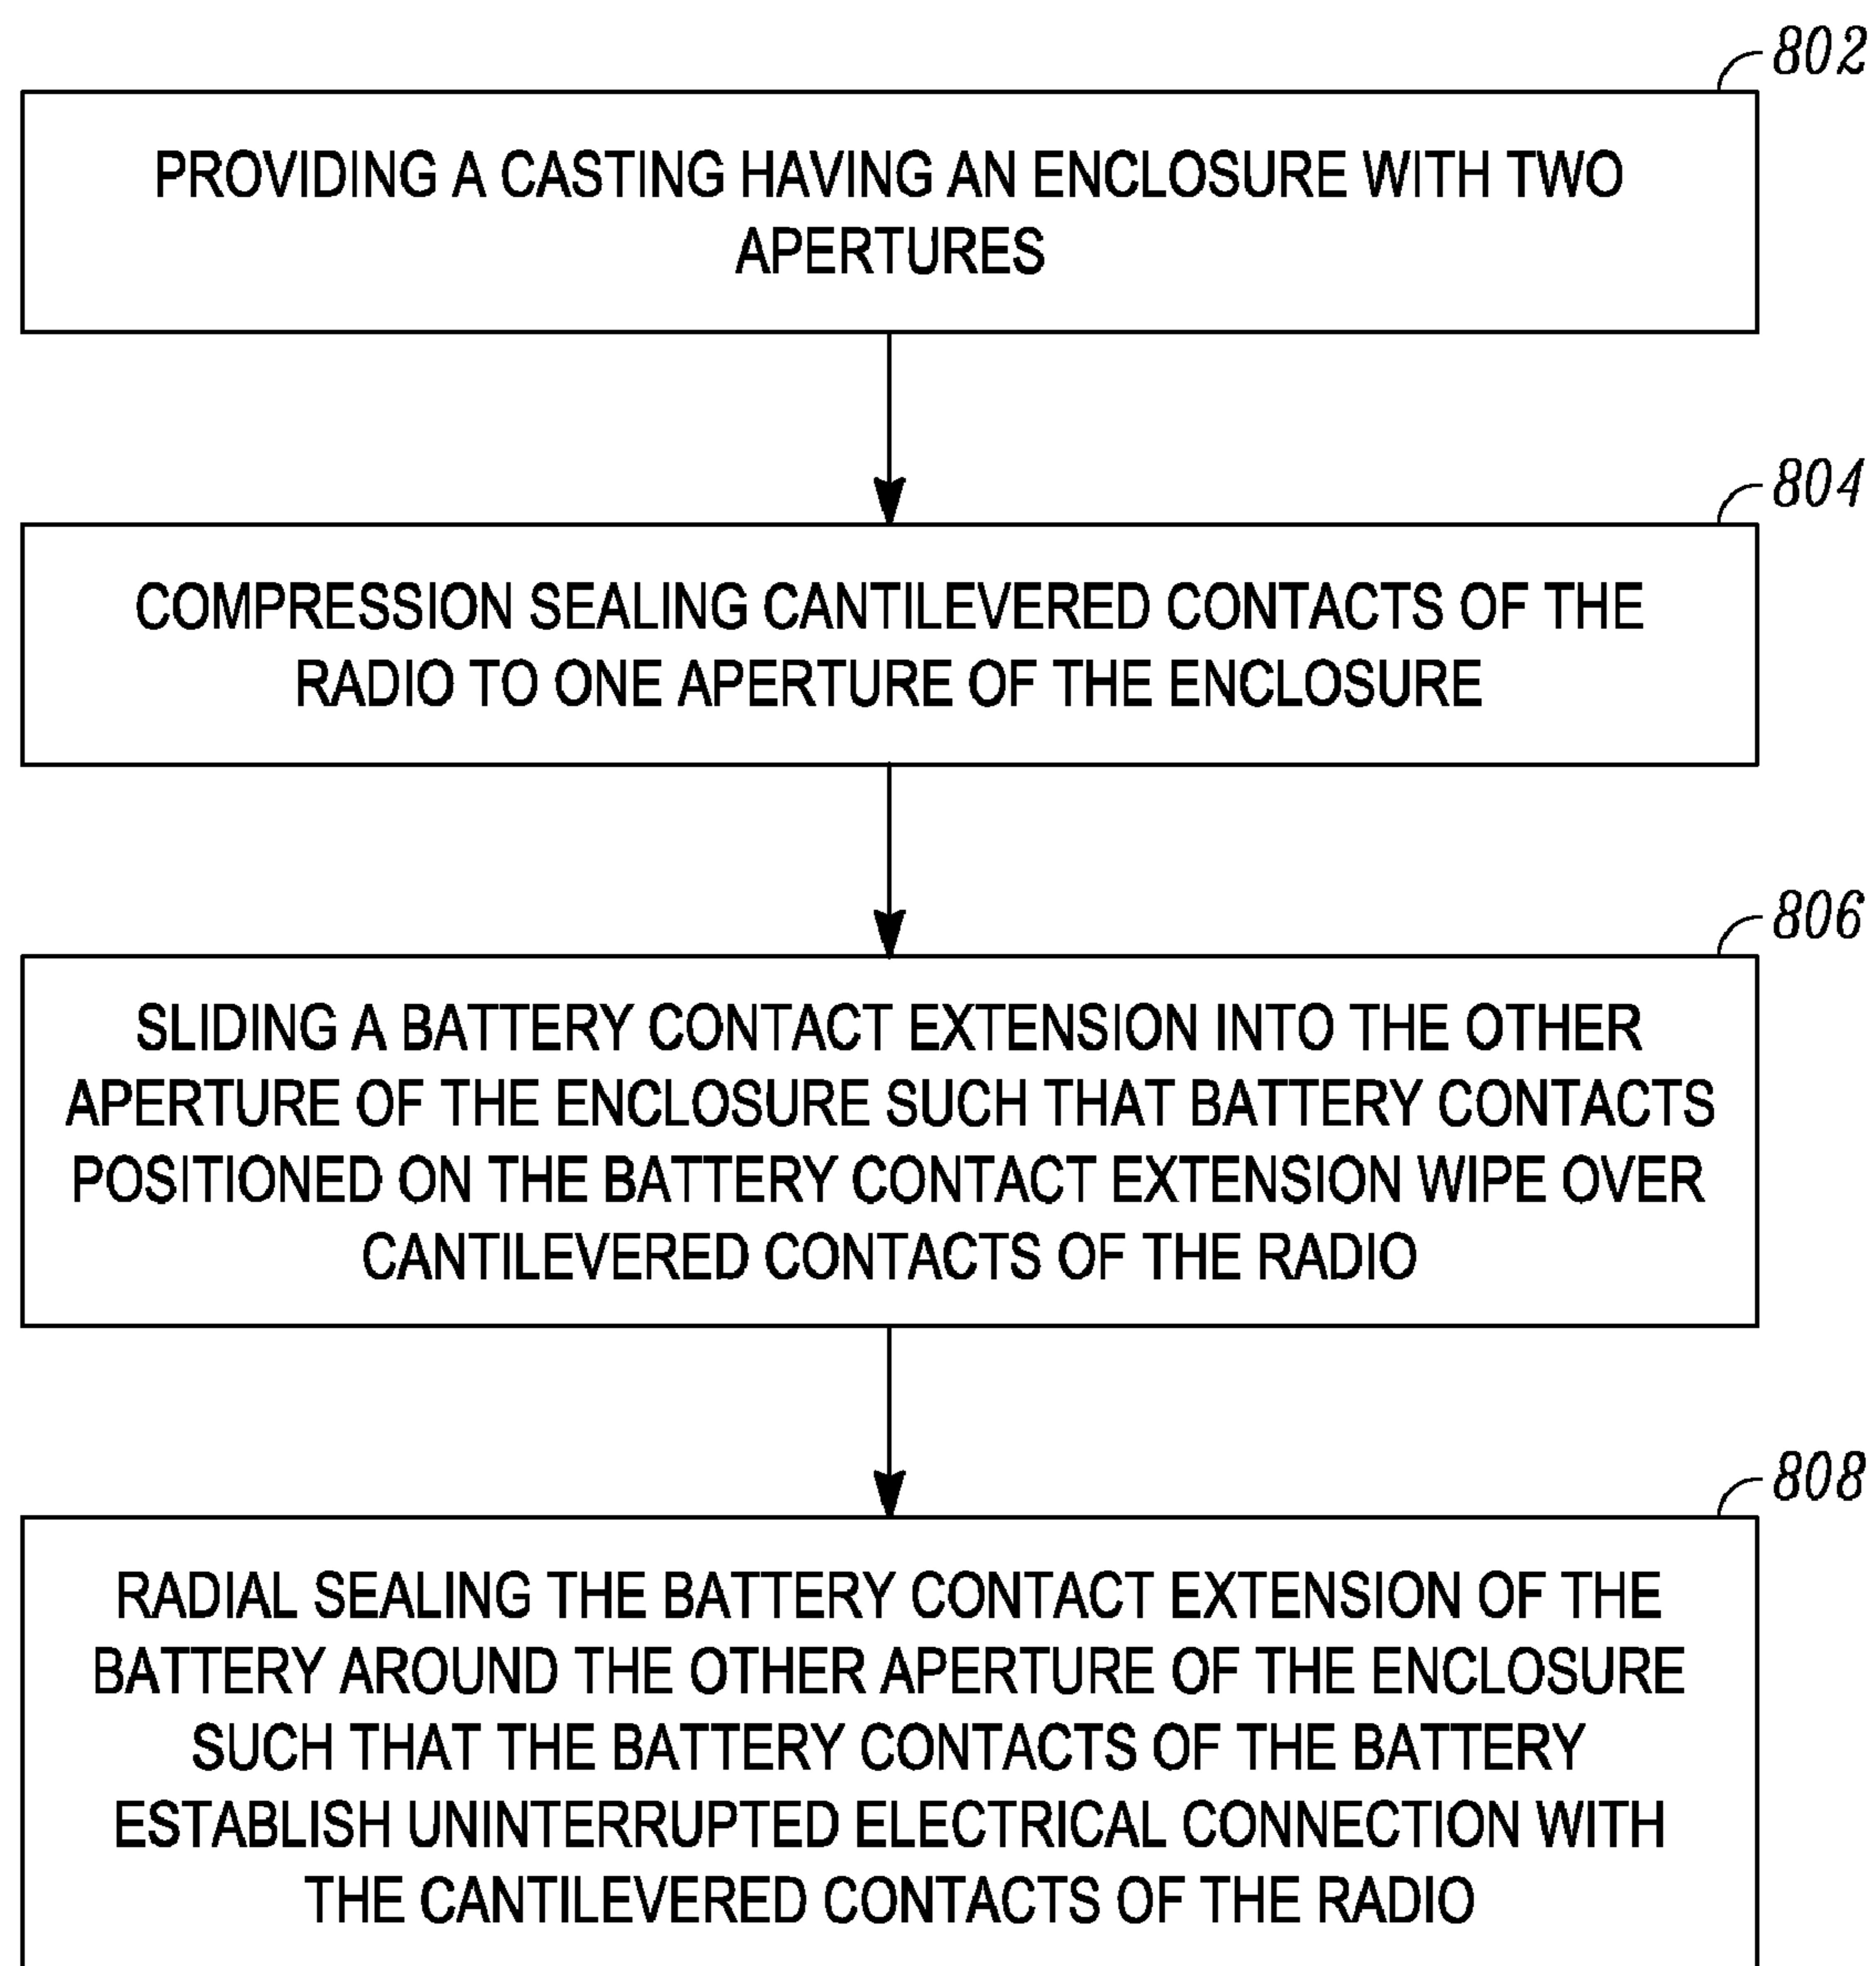 802
PROVIDING A CASTING HAVING AN ENCLOSURE WITH TWO
APERTURES
804
COMPRESSION SEALING CANTILEVERED CONTACTS OF THE
RADIO TO ONE APERTURE OF THE ENCLOSURE
806
SLIDING A BATTERY CONTACT EXTENSION INTO THE OTHER
APERTURE OF THE ENCLOSURE SUCH THAT BATTERY CONTACTS
POSITIONED ON THE BATTERY CONTACT EXTENSION WIPE OVER
CANTILEVERED CONTACTS OF THE RADIO
808
RADIAL SEALING THE BATTERY CONTACT EXTENSION OF THE
BATTERY AROUND THE OTHER APERTURE OF THE ENCLOSURE
SUCH THAT THE BATTERY CONTACTS OF THE BATTERY
ESTABLISH UNINTERRUPTED ELECTRICAL CONNECTION WITH
THE CANTILEVERED CONTACTS OF THE RADIO